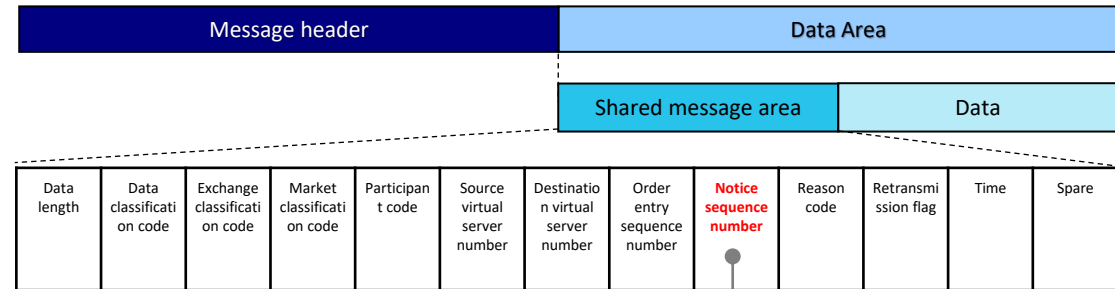 Message header
Data Area
Shared message area
Data
Data
length
Data
classificati
on code
Exchange
classificati
on code
Market
classificati
on code
Participan
t code
Source
virtual
server
number
Destinatio
n virtual
server
number
Order
entry
sequence
number
Notice
sequence
number
Reason
code
Retransmi
ssion flag
Time
Spare